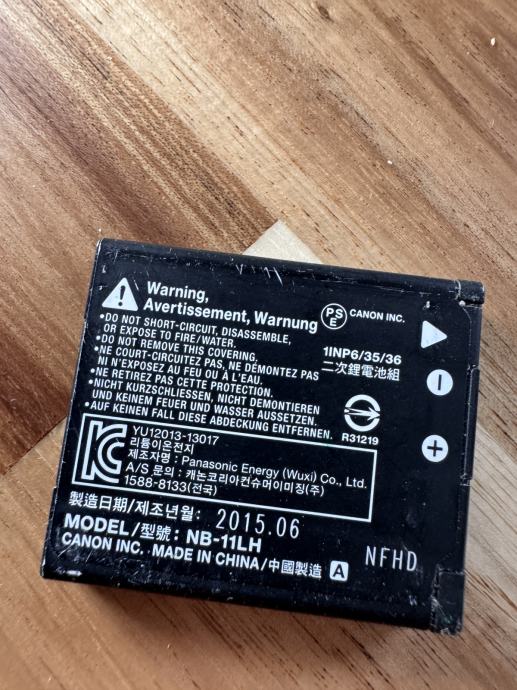 Warning,
Avertissement, Warnung
•DO NOT SHORT-CIRCUIT, DISASSEMBLE,
OR EXPOSE TO FIRE/WATER.
•DO NOT REMOVE THIS COVERING.
•NE COURT-CIRCUITEZ PAS, NE DÉMONTEZ
PAS, NE JETEZ PAS AU FEU/À L'EAU.
•NE RETIREZ PAS CETTE PROTECTION.
•NICHT KURZSCHLIESSEN, NICHT DEMONTIEREN
UND KEINEM FEUER UND WASSER AUSSETZEN.
•AUF KEINEN FALL DIESE ABDECKUNG ENTFERNEN.
PSE CANON INC.
1INP6/35/36
二次鋰電池組
R31219
YU12013-13017
리튬이온전지
제조자명 : Panasonic Energy (Wuxi) Co., Ltd.
A/S 문의 : 캐논코리아컨슈머이미징(주)
1588-8133(전국)
製造日期/제조년월: 2015.06
MODEL/型號: NB-11LH
CANON INC. MADE IN CHINA/中國製造 A
NFHD